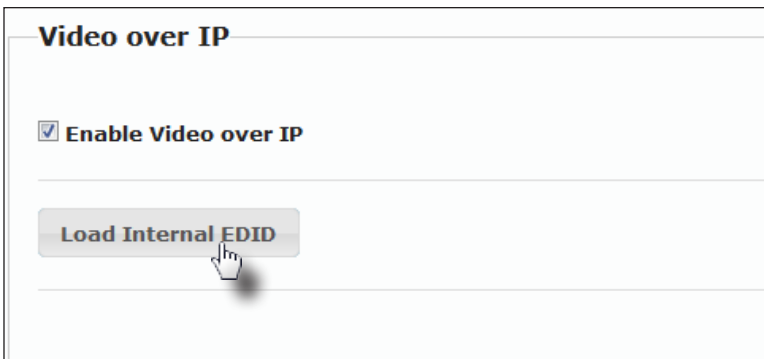 Video over IP
Enable Video over IP
Load Internal EDID